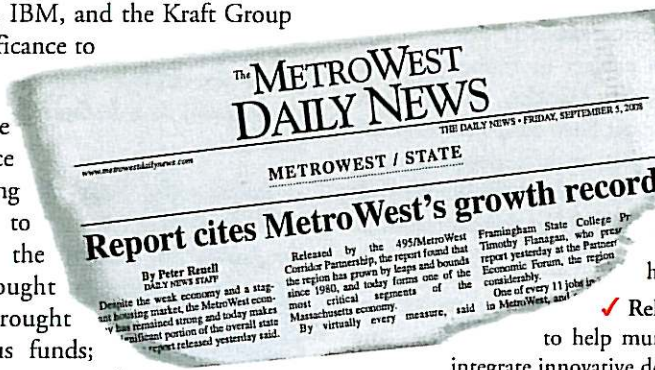 IBM, and the Kraft Group
ficance to
The METROWEST
DAILY NEWS
THE DAILY NEWS • FRIDAY, SEPTEMBER 5, 2008
www.metrowestdailynews.com
METROWEST / STATE
Report cites MetroWest's growth record
By Peter Reuell
DAILY NEWS STAFF
Despite the weak economy and a stag-
ant housing market, the MetroWest econ-
has remained strong and today makes
nificant portion of the overall state
report released yesterday said.
Released by the 495/MetroWest
Corridor Partnership, the report found that
the region has grown by leaps and bounds
since 1980, and today forms one of the
most critical segments of the
Massachusetts economy.
By virtually every measure, said
Framingham State College Pr
Timothy Flanagan, who pres
report yesterday at the Partner
Economic Forum, the region
considerably.
One of every 11 jobs in
in MetroWest, and
e
ce
ng
to
the
ought
rought
us funds;
h
✓ Rel
to help mun
integrate innovative de